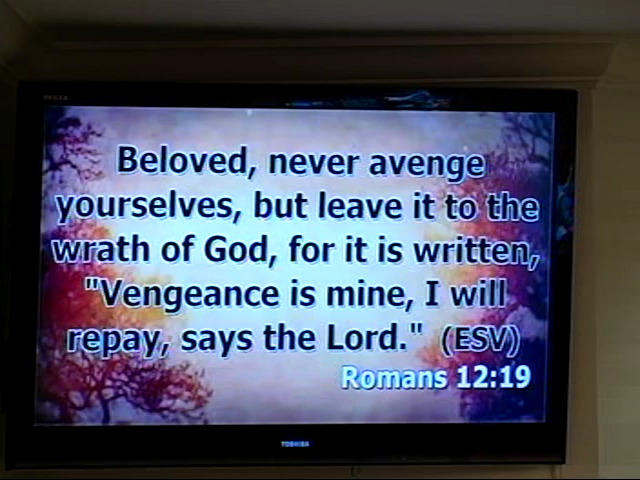 Beloved, never avenge
yourselves, but leave it to the
wrath of God, for it is written,
"Vengeance is mine, I will
repay, says the Lord." (ESV)
Romans 12:19
TOSHIBA